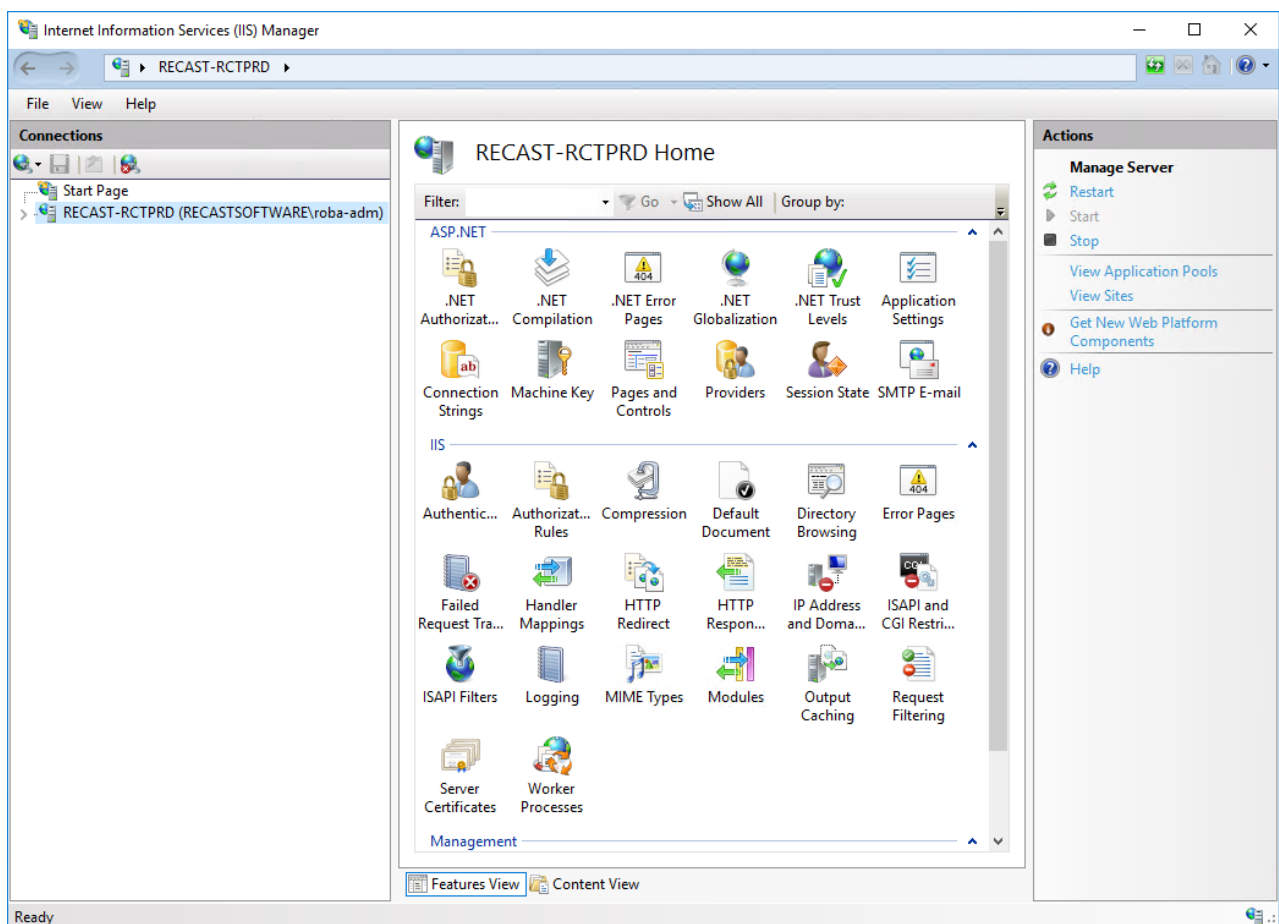 Internet Information Services (IIS) Manager
RECAST-RCTPRD
File View Help
Connections
Start Page
RECAST-RCTPRD (RECASTSOFTWARE\roba-adm)
RECAST-RCTPRD Home
Filter: Go Show All Group by:
ASP.NET
.NET Authorizat... .NET Compilation .NET Error Pages .NET Globalization .NET Trust Levels Application Settings
Connection Strings Machine Key Pages and Controls Providers Session State SMTP E-mail
IIS
Authentic... Authorizat... Rules Compression Default Document Directory Browsing Error Pages
Failed Request Tra... Handler Mappings HTTP Redirect HTTP Respon... IP Address and Doma... ISAPI and CGI Restri...
ISAPI Filters Logging MIME Types Modules Output Caching Request Filtering
Server Certificates Worker Processes
Management
Features View Content View
Actions
Manage Server
Restart
Start
Stop
View Application Pools
View Sites
Get New Web Platform
Components
Help
Ready